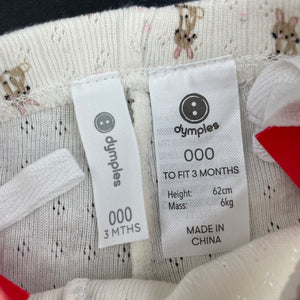 dymples
000
3 MTHS
dymples
000
TO FIT 3 MONTHS
Height: 62cm
Mass: 6kg
MADE IN
CHINA